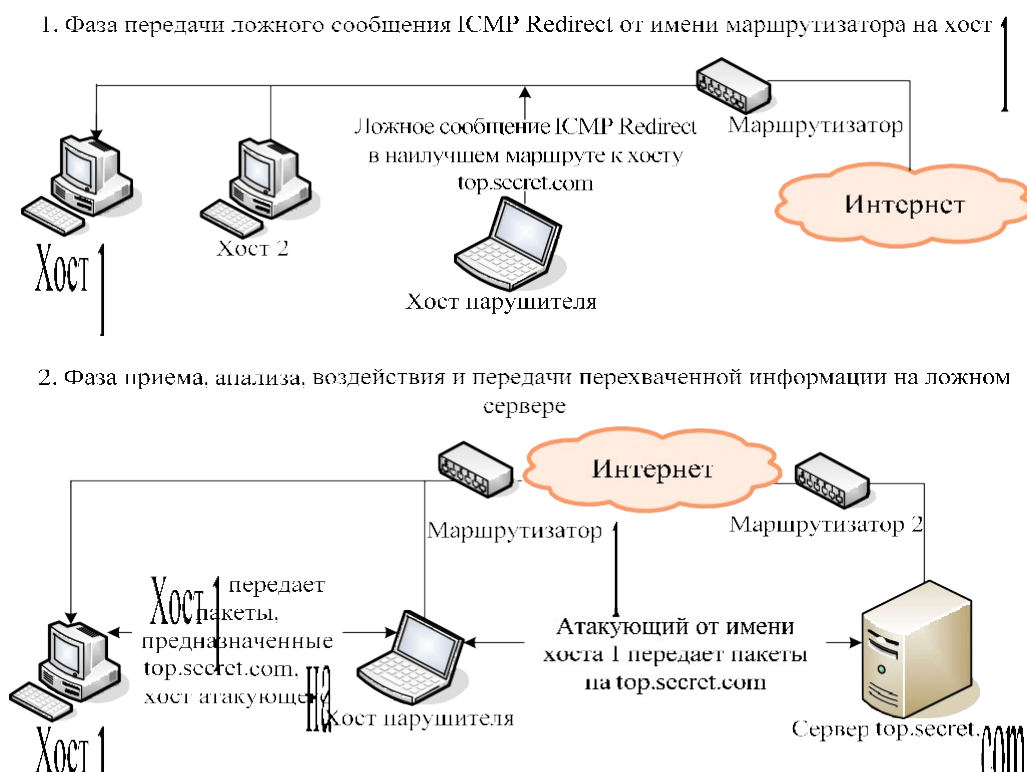 1. Фаза передачи ложного сообщения ICMP Redirect от имени маршрутизатора на хост 1
Маршрутизатор
Ложное сообщение ICMP Redirect
в наилучшем маршруте к хосту
top.secret.com
Интернет
Хост 1
Хост 2
Хост нарушителя
2. Фаза приема, анализа, воздействия и передачи перехваченной информации на ложном
сервере
Интернет
Маршрутизатор 1
Маршрутизатор 2
Хост 1 передает
пакеты,
предназначенные
top.secret.com,
на
хост атакующего
Атакующий от имени
хоста 1 передает пакеты
на top.secret.com
Хост нарушителя
Сервер top.secret.
com
Хост 1